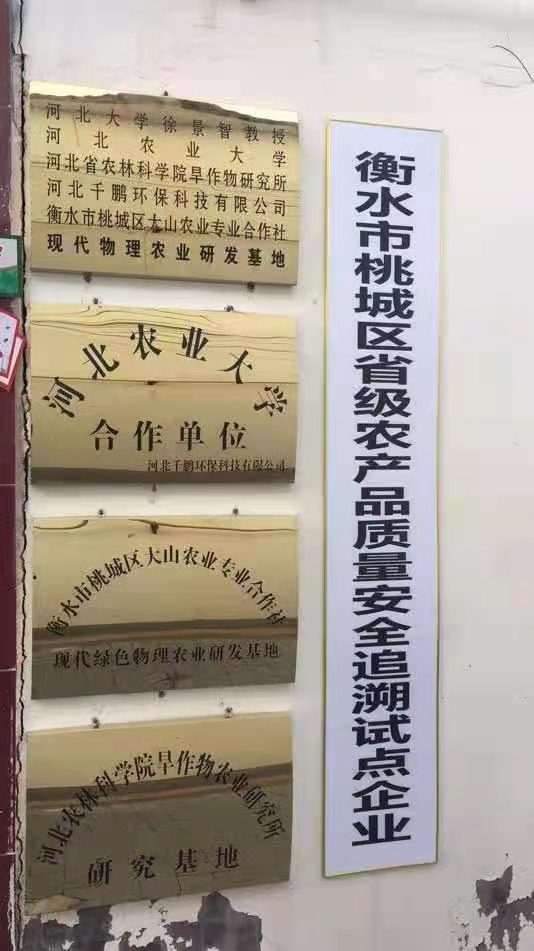 河北大学徐景智教授
河北农业大学
河北省农林科学院旱作物研究所
河北千鹏环保科技有限公司
衡水市桃城区大山农业专业合作社
现代物理农业研发基地
河北农业大学
合作单位
河北千鹏环保科技有限公司
衡水市桃城区大山农业专业合作社
现代绿色物理农业研发基地
河北农林科学院旱作物农业研究所
研究基地
衡水市桃城区省级农产品质量安全追溯试点企业